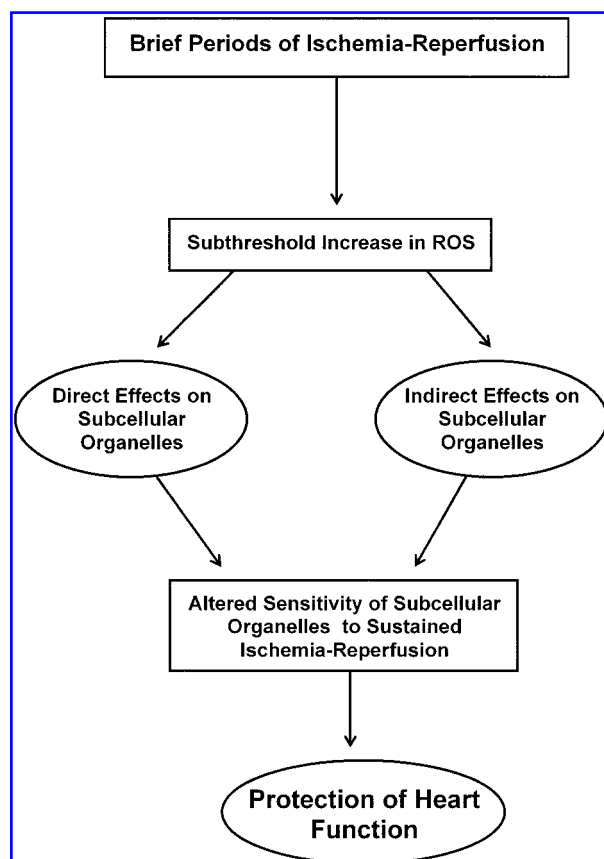 Brief Periods of Ischemia-Reperfusion
Subthreshold Increase in ROS
Direct Effects on
Subcellular
Organelles
Indirect Effects on
Subcellular
Organelles
Altered Sensitivity of Subcellular
Organelles to Sustained
Ischemia-Reperfusion
Protection of Heart
Function